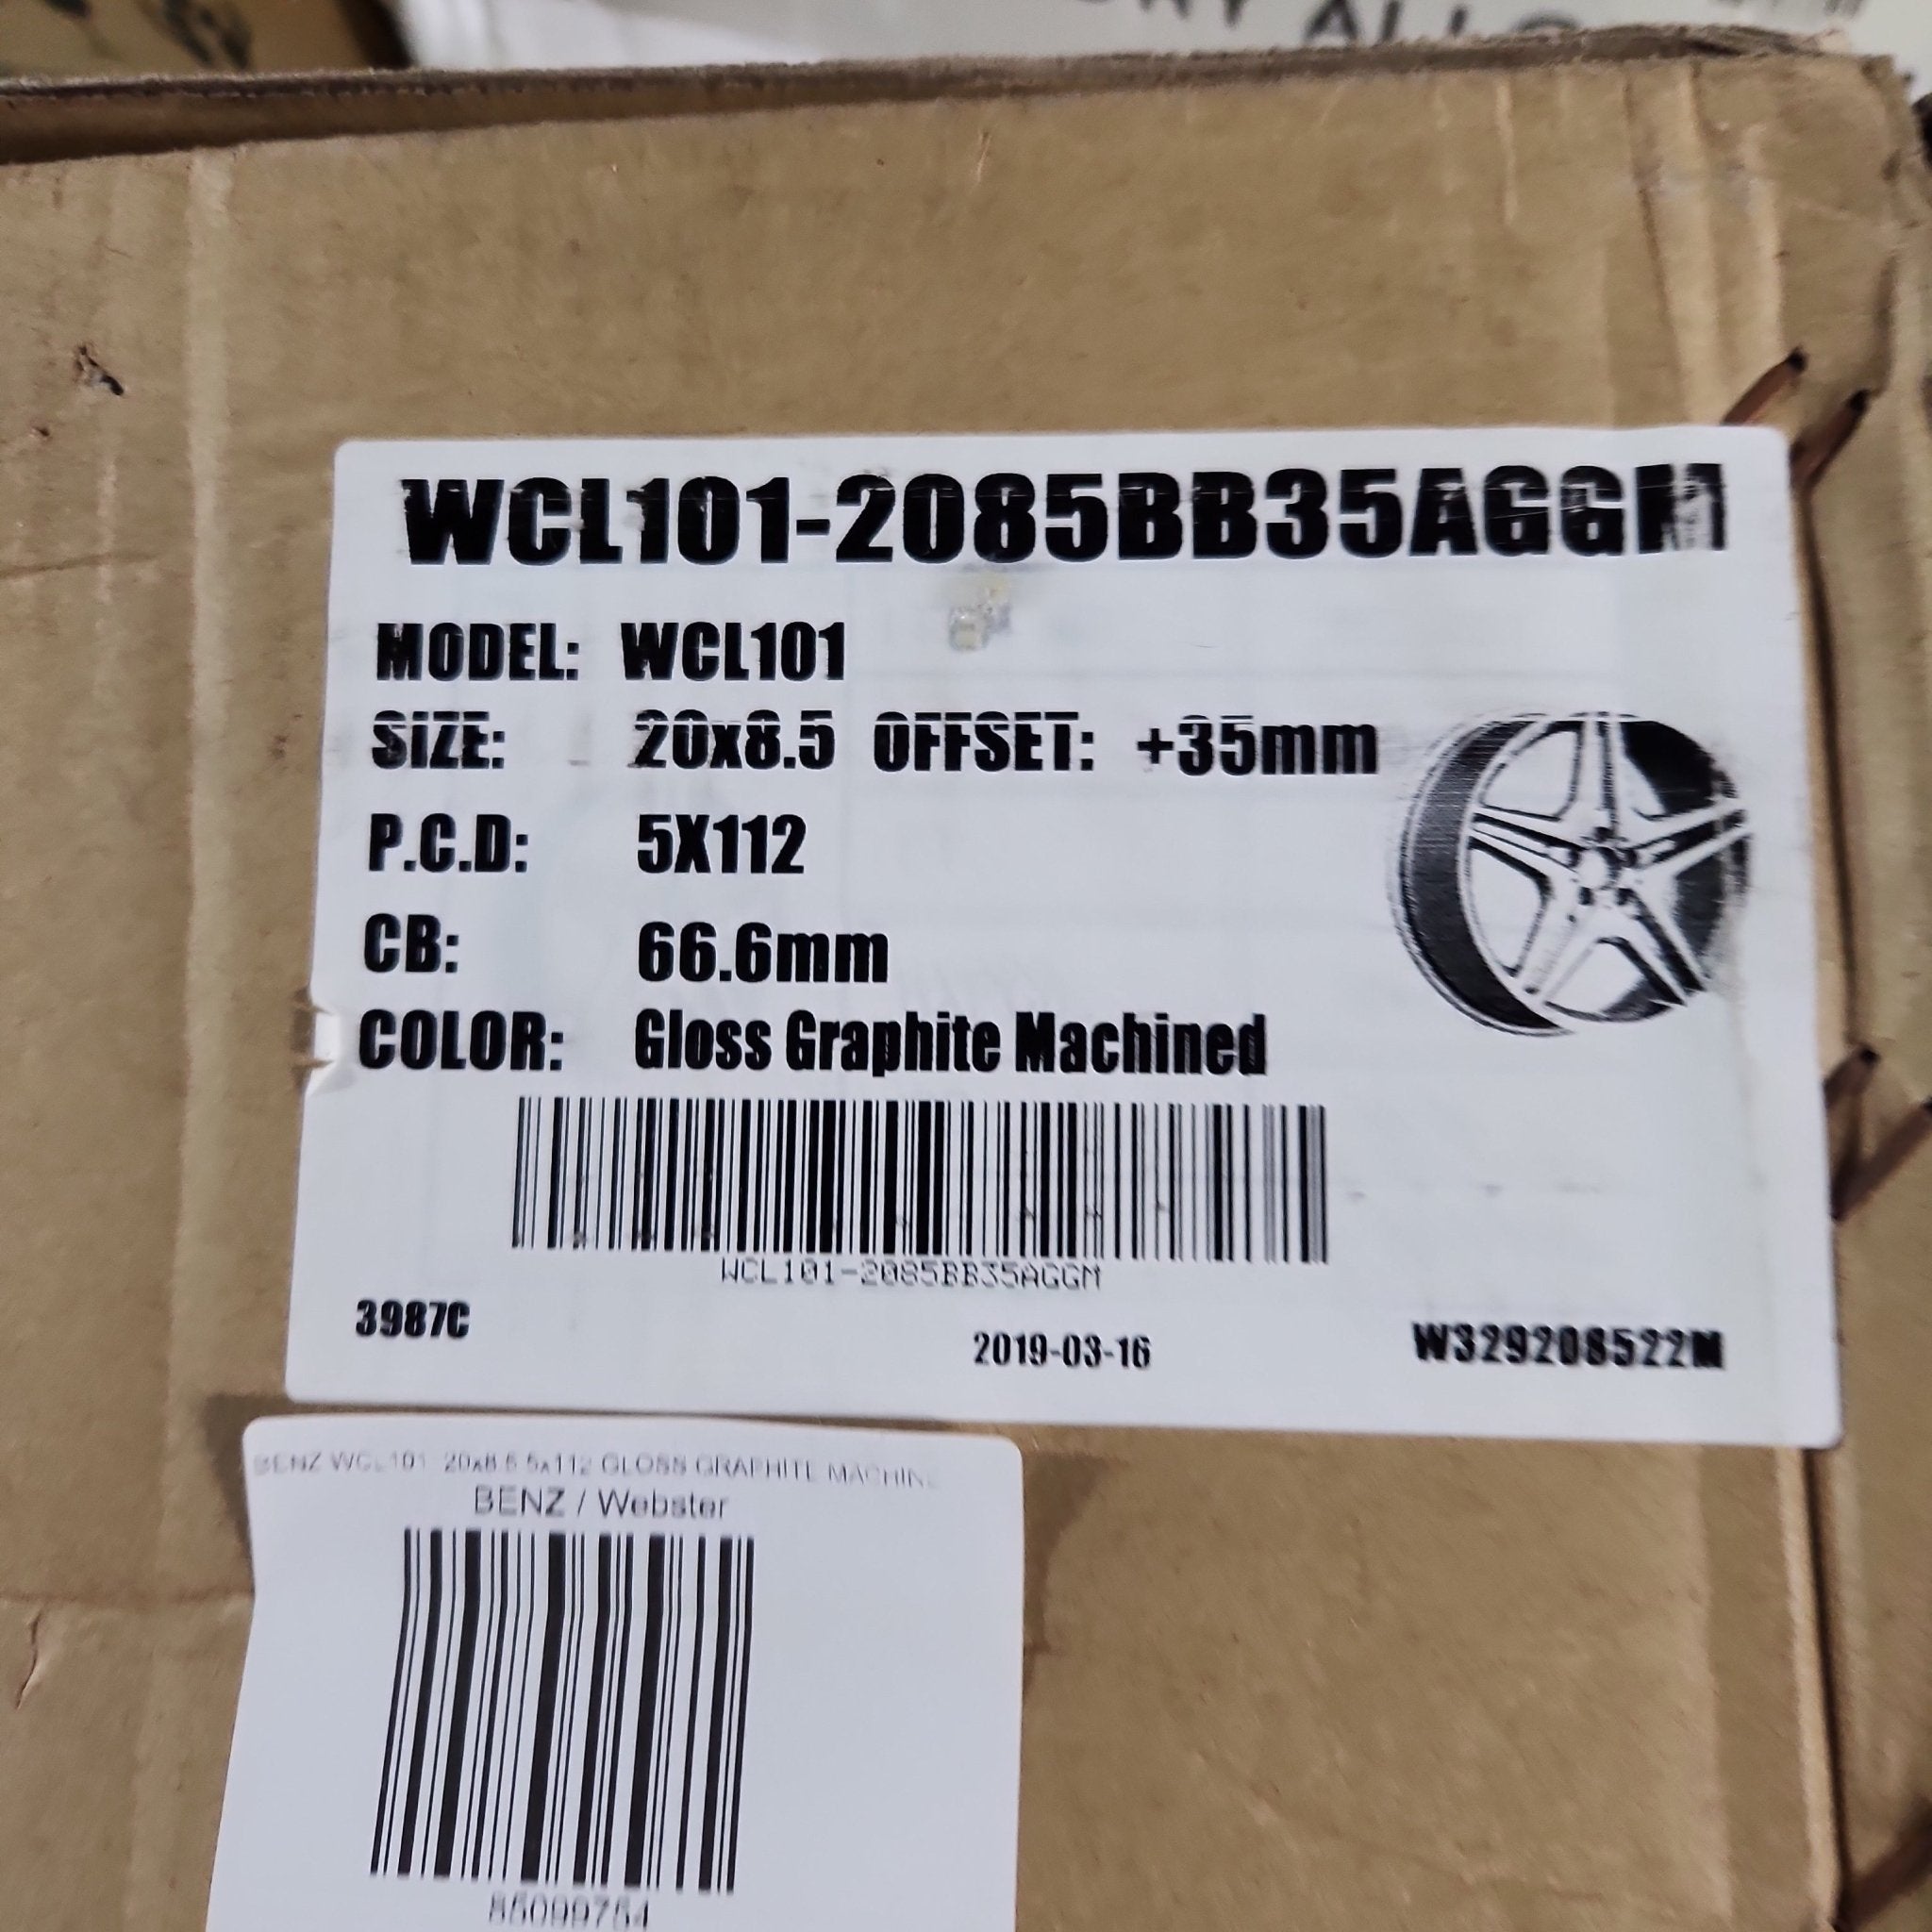 ALLO
WCL101-2085BB35AGGM
MODEL: WCL101
SIZE: 20x8.5 OFFSET: +35mm
P.C.D: 5X112
CB: 66.6mm
COLOR: Gloss Graphite Machined
WCL101-2085BB35AGGM
3987C 2019-03-16 W329208522M
BENZ WCL101 20x8.5 5x112 GLOSS GRAPHITE MACHINE
BENZ / Webster
85099754